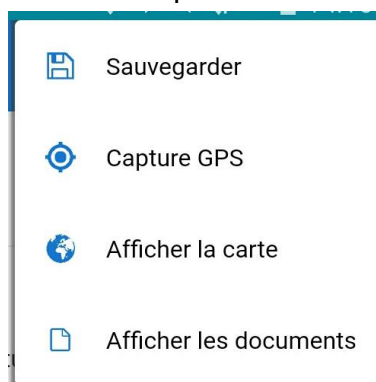 Sauvegarder
Capture GPS
Afficher la carte
Afficher les documents